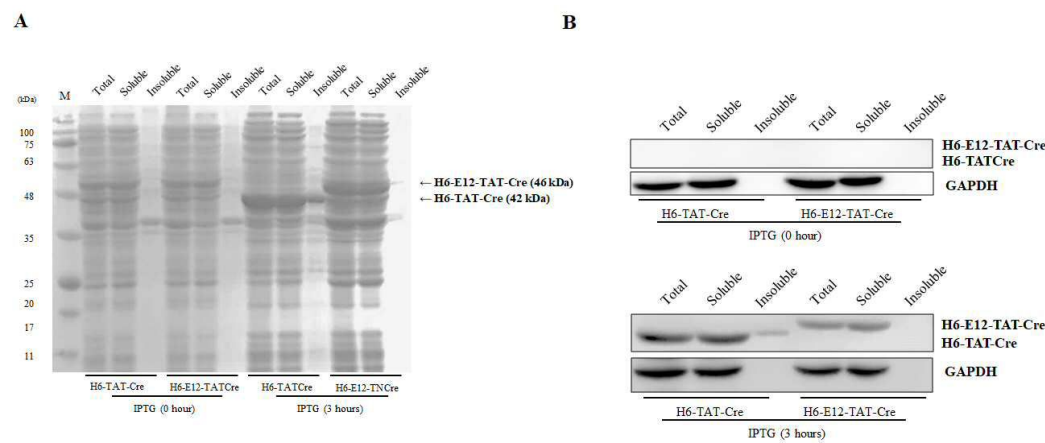 A
Total Soluble Insoluble Total Soluble Insoluble Total Soluble Insoluble Total Soluble Insoluble
(kDa) M
100
75
63
48
35
25
20
17
11
← H6-E12-TAT-Cre (46 kDa)
← H6-TAT-Cre (42 kDa)
H6-TAT-Cre H6-E12-TATCre H6-TATCre H6-E12-TNCre
IPTG (0 hour) IPTG (3 hours)
B
Total Soluble Insoluble Total Soluble Insoluble
H6-E12-TAT-Cre
H6-TATCre
GAPDH
H6-TAT-Cre H6-E12-TAT-Cre
IPTG (0 hour)
Total Soluble Insoluble Total Soluble Insoluble
H6-E12-TAT-Cre
H6-TAT-Cre
GAPDH
H6-TAT-Cre H6-E12-TAT-Cre
IPTG (3 hours)